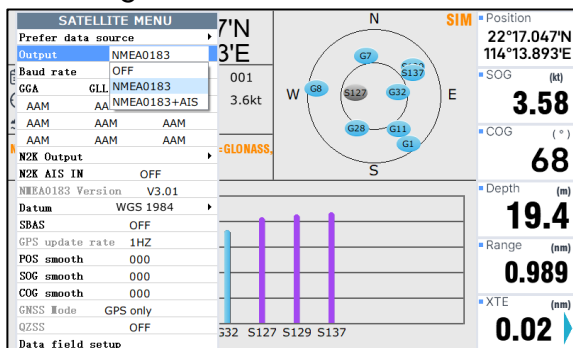 SATELLITE MENU
Prefer data source
Output NMEA0183
OFF
NMEA0183
NMEA0183+AIS
Baud rate
GGA GLL
AAM
AAM AAM AAM
AAM AAM AAM
N2K Output
N2K AIS IN OFF
NMEA0183 Version V3.01
Datum WGS 1984
SBAS OFF
GPS update rate 1HZ
POS smooth 000
SOG smooth 000
COG smooth 000
GNSS Mode GPS only
QZSS OFF
Data field setup
7'N
3'E
001
3.6kt
=GLONASS,
N
SIM
W
E
S
G7
S137
G8
S127
G32
G28
G11
G1
S127 S129 S137
Position
22°17.047'N
114°13.893'E
SOG (kt)
3.58
COG (°)
68
Depth (m)
19.4
Range (nm)
0.989
XTE (nm)
0.02